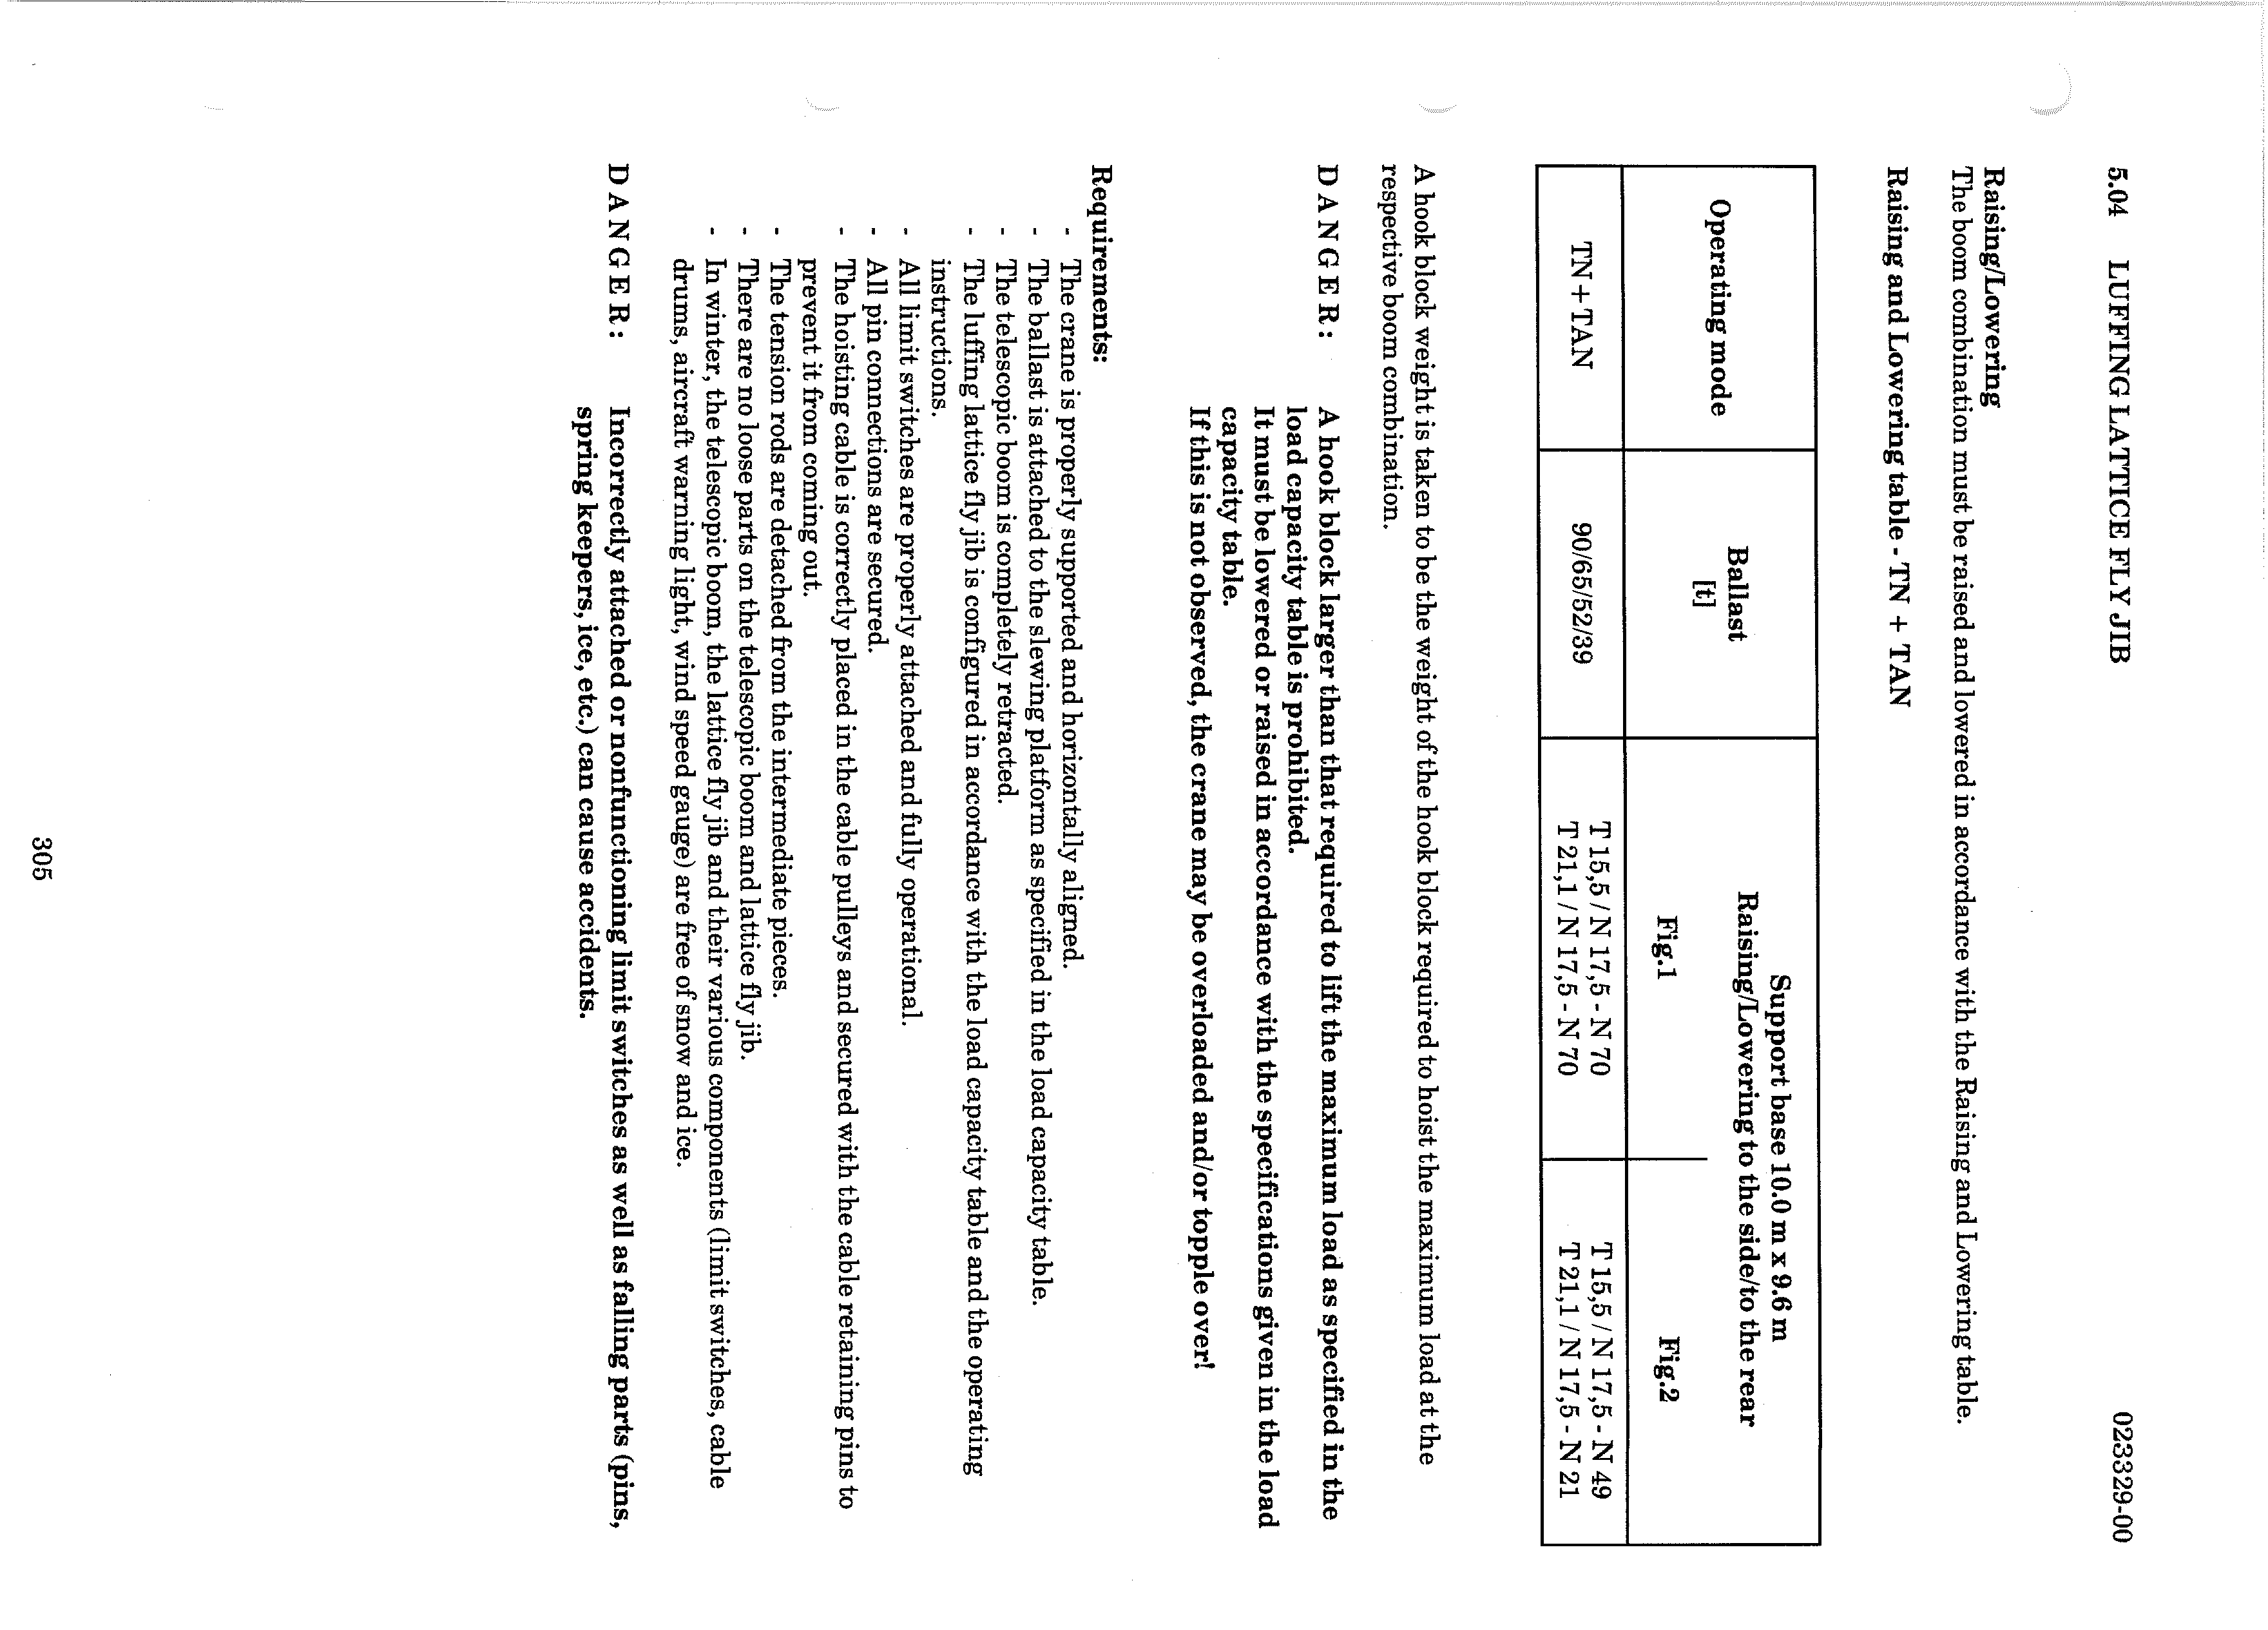 5.04 LUFFING LATTICE FLY JIB 023329-00
Raising/Lowering
The boom combination must be raised and lowered in accordance with the Raising and Lowering table.
Raising and Lowering table - TN + TAN
Operating mode
Ballast
[t]
Support base 10.0 m x 9.6 m
Raising/Lowering to the side/to the rear
Fig.1 Fig.2
TN + TAN
90/65/52/39
T 15,5 / N 17,5 - N 70
T 21,1 / N 17,5 - N 70
T 15,5 / N 17,5 - N 49
T 21,1 / N 17,5 - N 21
A hook block weight is taken to be the weight of the hook block required to hoist the maximum load at the
respective boom combination.
D A N G E R : A hook block larger than that required to lift the maximum load as specified in the
load capacity table is prohibited.
It must be lowered or raised in accordance with the specifications given in the load
capacity table.
If this is not observed, the crane may be overloaded and/or topple over!
Requirements:
- The crane is properly supported and horizontally aligned.
- The ballast is attached to the slewing platform as specified in the load capacity table.
- The telescopic boom is completely retracted.
- The luffing lattice fly jib is configured in accordance with the load capacity table and the operating
instructions.
- All limit switches are properly attached and fully operational.
- All pin connections are secured.
- The hoisting cable is correctly placed in the cable pulleys and secured with the cable retaining pins to
prevent it from coming out.
- The tension rods are detached from the intermediate pieces.
- There are no loose parts on the telescopic boom and lattice fly jib.
- In winter, the telescopic boom, the lattice fly jib and their various components (limit switches, cable
drums, aircraft warning light, wind speed gauge) are free of snow and ice.
D A N G E R : Incorrectly attached or nonfunctioning limit switches as well as falling parts (pins,
spring keepers, ice, etc.) can cause accidents.
305